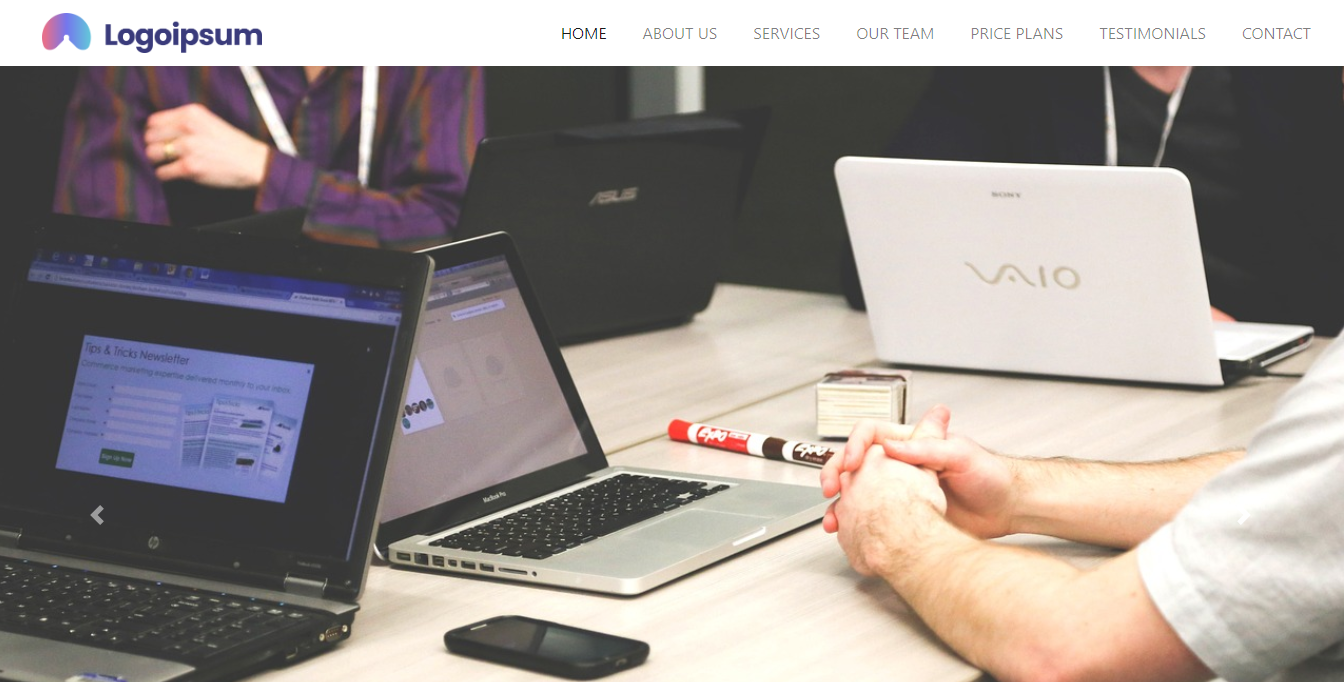 Logoipsum
HOME ABOUT US SERVICES OUR TEAM PRICE PLANS TESTIMONIALS CONTACT
ASUS
SONY
VAIO
Tips & Tricks Newsletter
Commerce marketing expertise delivered monthly to your inbox.
Sign Up Now
EXPO
EXPO
MacBook Pro
hp